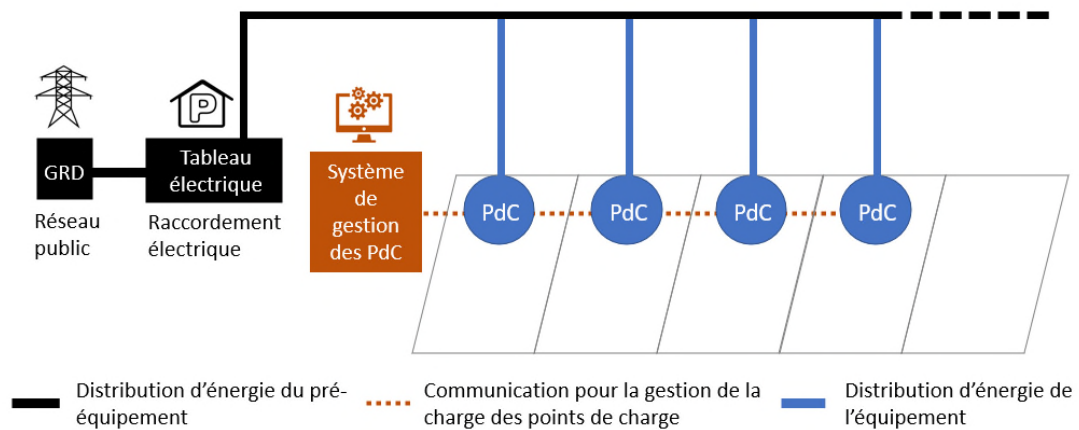 P
GRD
Tableau
électrique
Réseau
public
Raccordement
électrique
Système
de
gestion
des PdC
PdC
PdC
PdC
PdC
Distribution d'énergie du pré-
équipement
Communication pour la gestion de la
charge des points de charge
Distribution d'énergie de
l'équipement